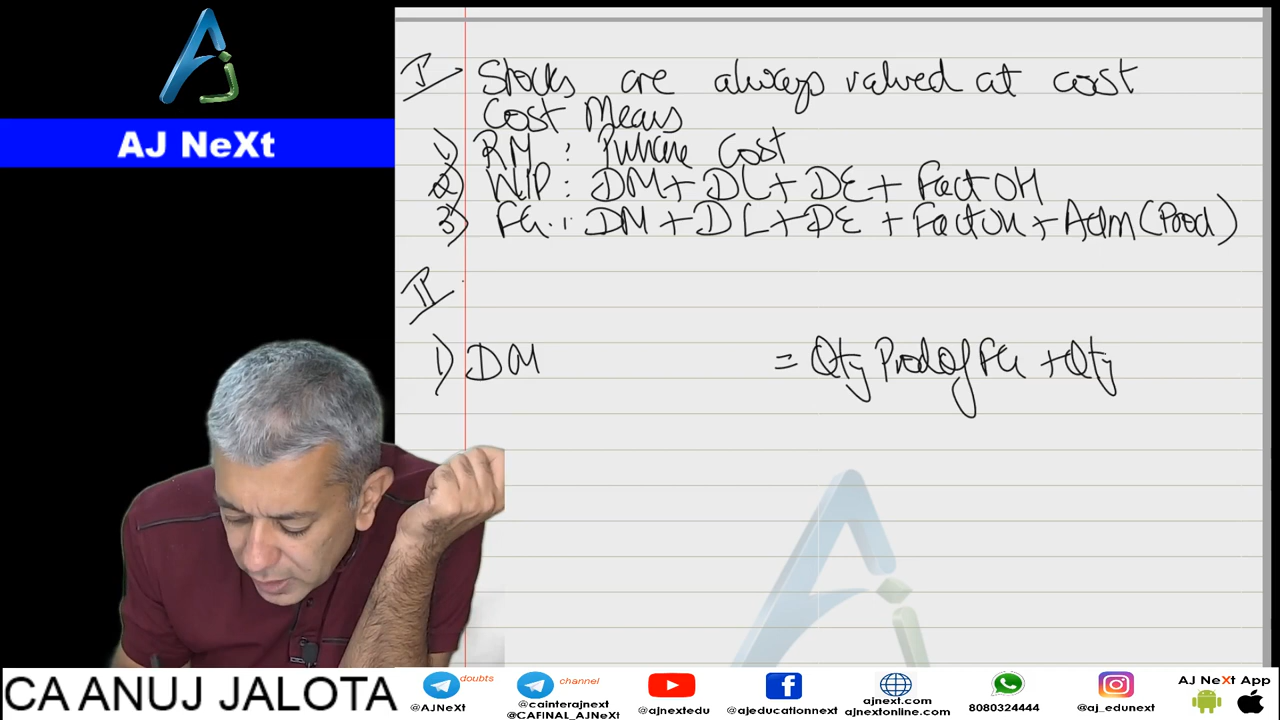 AJ NeXt
I Stocks are always valued at cost
Cost Means
1) RM : Purchase Cost
2) WIP : DM + DL + DE + Fact OH
3) FG : DM + DL + DE + Fact OH + Adm (Prod)
II
1) DM = Qty Prod Of FG + Qty
CA ANUJ JALOTA
doubts
@AJNeXt
channel
@cainterajnext
@CAFINAL_AJNeXt
@ajnextedu
@ajeducationnext
ajnext.com
ajnextonline.com
8080324444
@aj_edunext
AJ NeXt App